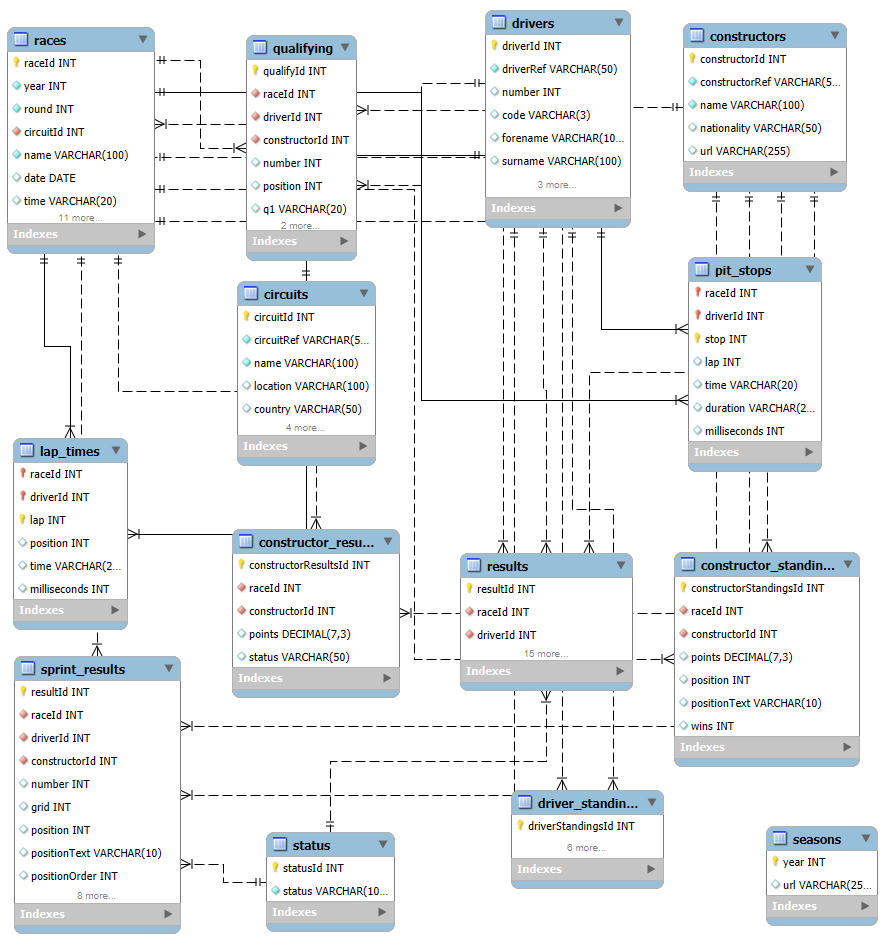 races
raceId INT
year INT
round INT
circuitId INT
name VARCHAR(100)
date DATE
time VARCHAR(20)
11 more...
Indexes
qualifying
qualifyId INT
raceId INT
driverId INT
constructorId INT
number INT
position INT
q1 VARCHAR(20)
2 more...
Indexes
drivers
driverId INT
driverRef VARCHAR(50)
number INT
code VARCHAR(3)
forename VARCHAR(10...
surname VARCHAR(100)
3 more...
Indexes
constructors
constructorId INT
constructorRef VARCHAR(5...
name VARCHAR(100)
nationality VARCHAR(50)
url VARCHAR(255)
Indexes
circuits
circuitId INT
circuitRef VARCHAR(5...
name VARCHAR(100)
location VARCHAR(100)
country VARCHAR(50)
4 more...
Indexes
pit_stops
raceId INT
driverId INT
stop INT
lap INT
time VARCHAR(20)
duration VARCHAR(2...
milliseconds INT
Indexes
lap_times
raceId INT
driverId INT
lap INT
position INT
time VARCHAR(2...
milliseconds INT
Indexes
constructor_resu...
constructorResultsId INT
raceId INT
constructorId INT
points DECIMAL(7,3)
status VARCHAR(50)
Indexes
results
resultId INT
raceId INT
driverId INT
15 more...
Indexes
constructor_standin...
constructorStandingsId INT
raceId INT
constructorId INT
points DECIMAL(7,3)
position INT
positionText VARCHAR(10)
wins INT
Indexes
sprint_results
resultId INT
raceId INT
driverId INT
constructorId INT
number INT
grid INT
position INT
positionText VARCHAR(10)
positionOrder INT
8 more...
Indexes
status
statusId INT
status VARCHAR(10...
Indexes
driver_standin...
driverStandingsId INT
6 more...
Indexes
seasons
year INT
url VARCHAR(25...
Indexes